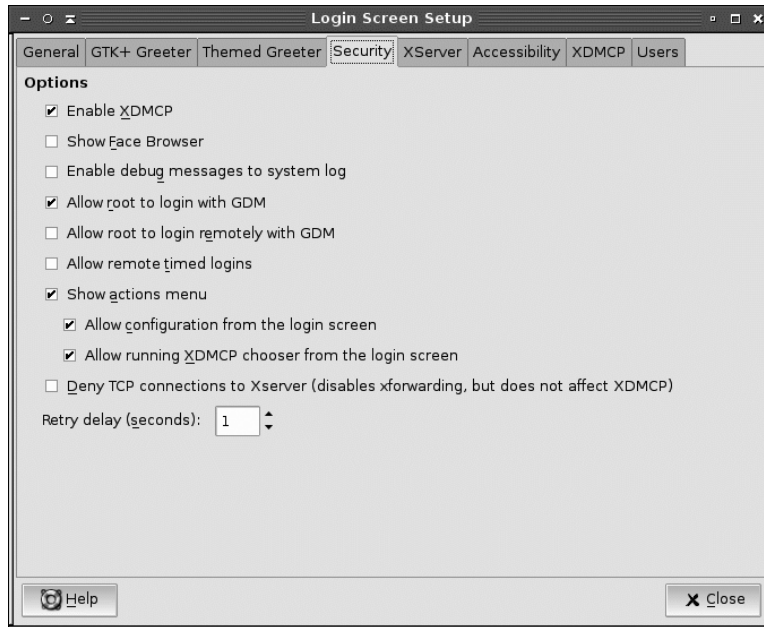 Login Screen Setup
General GTK+ Greeter Themed Greeter Security XServer Accessibility XDMCP Users
Options
Enable XDMCP
Show Face Browser
Enable debug messages to system log
Allow root to login with GDM
Allow root to login remotely with GDM
Allow remote timed logins
Show actions menu
Allow configuration from the login screen
Allow running XDMCP chooser from the login screen
Deny TCP connections to Xserver (disables xforwarding, but does not affect XDMCP)
Retry delay (seconds): 1
Help Close